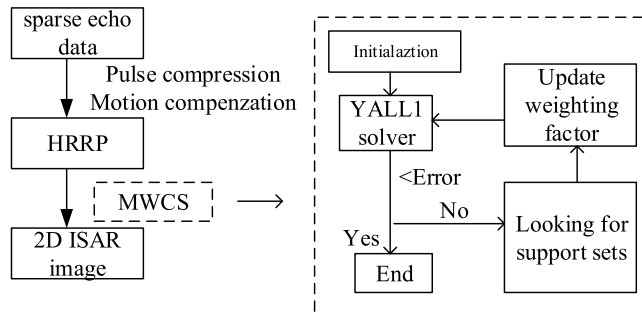 sparse echo
data
Pulse compression
Motion compenzation
HRRP
MWCS
2D ISAR
image
Initialaztion
YALL1
solver
<Error
Yes
No
End
Update
weighting
factor
Looking for
support sets